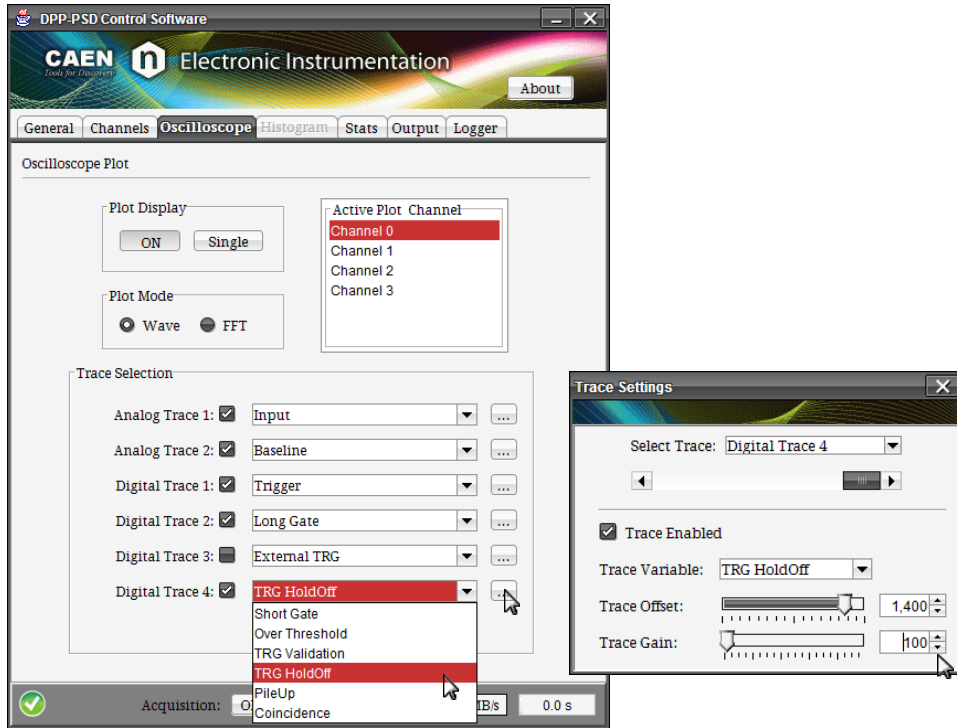 DPP-PSD Control Software
CAEN n Electronic Instrumentation
Tools for Discovery
About
General Channels Oscilloscope Histogram Stats Output Logger
Oscilloscope Plot
Plot Display
ON Single
Active Plot Channel
Channel 0
Channel 1
Channel 2
Channel 3
Plot Mode
Wave FFT
Trace Selection
Analog Trace 1: Input ...
Analog Trace 2: Baseline ...
Digital Trace 1: Trigger ...
Digital Trace 2: Long Gate ...
Digital Trace 3: External TRG ...
Digital Trace 4: TRG HoldOff ...
Short Gate
Over Threshold
TRG Validation
TRG HoldOff
PileUp
Coincidence
Acquisition: MB/s 0.0 s
Trace Settings
Select Trace: Digital Trace 4
Trace Enabled
Trace Variable: TRG HoldOff
Trace Offset: 1,400
Trace Gain: 100